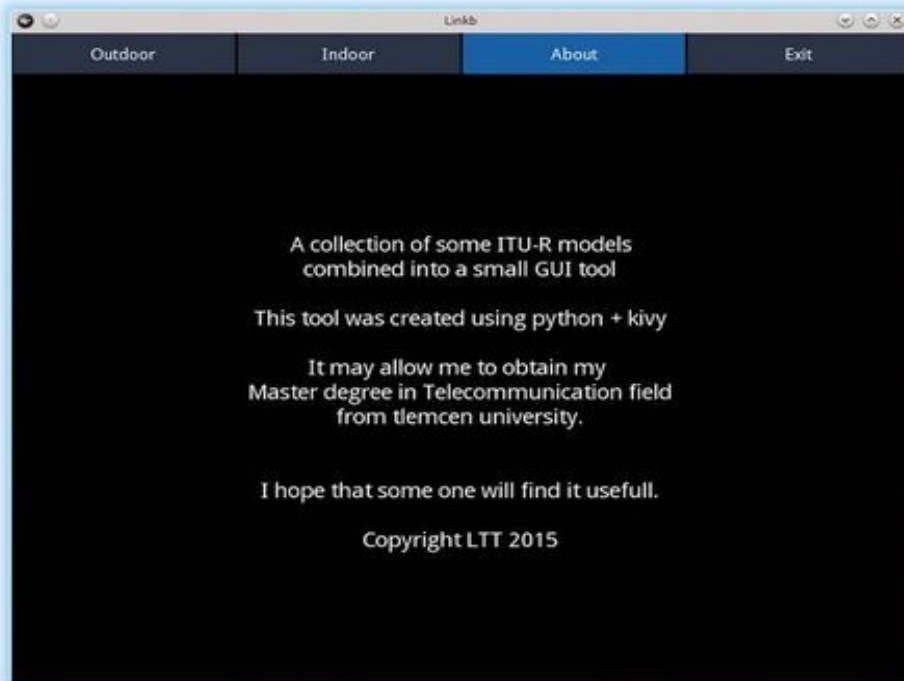 Linkb
Outdoor Indoor About Exit
A collection of some ITU-R models
combined into a small GUI tool
This tool was created using python + kivy
It may allow me to obtain my
Master degree in Telecommunication field
from tlemcen university.
I hope that some one will find it usefull.
Copyright LTT 2015